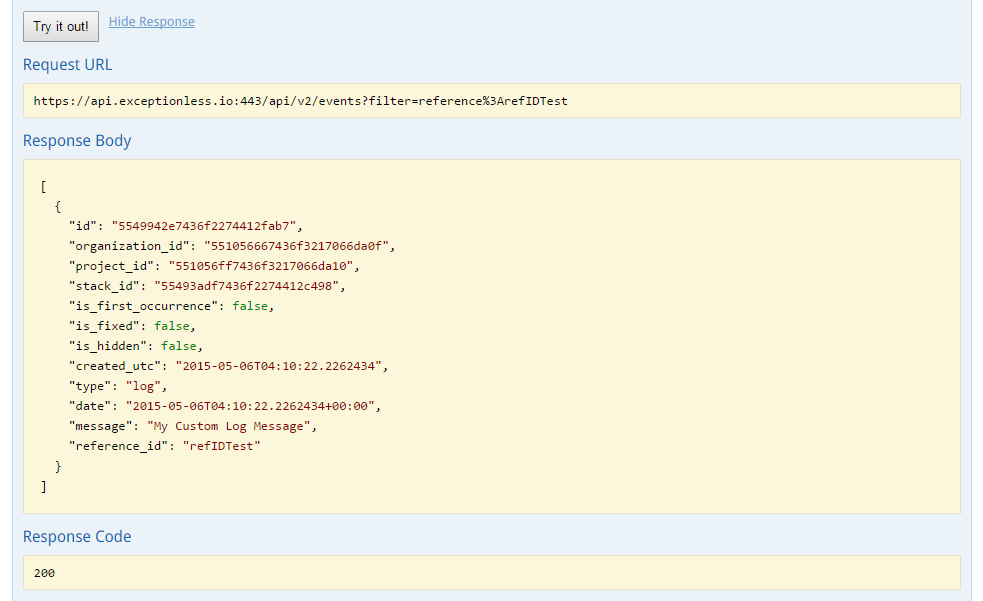 Try it out! Hide Response
Request URL
https://api.exceptionless.io:443/api/v2/events?filter=reference%3ArefIDTest
Response Body
[
  {
    "id": "5549942e7436f2274412fab7",
    "organization_id": "551056667436f3217066da0f",
    "project_id": "551056ff7436f3217066da10",
    "stack_id": "55493adf7436f2274412c498",
    "is_first_occurrence": false,
    "is_fixed": false,
    "is_hidden": false,
    "created_utc": "2015-05-06T04:10:22.2262434",
    "type": "log",
    "date": "2015-05-06T04:10:22.2262434+00:00",
    "message": "My Custom Log Message",
    "reference_id": "refIDTest"
  }
]
Response Code
200